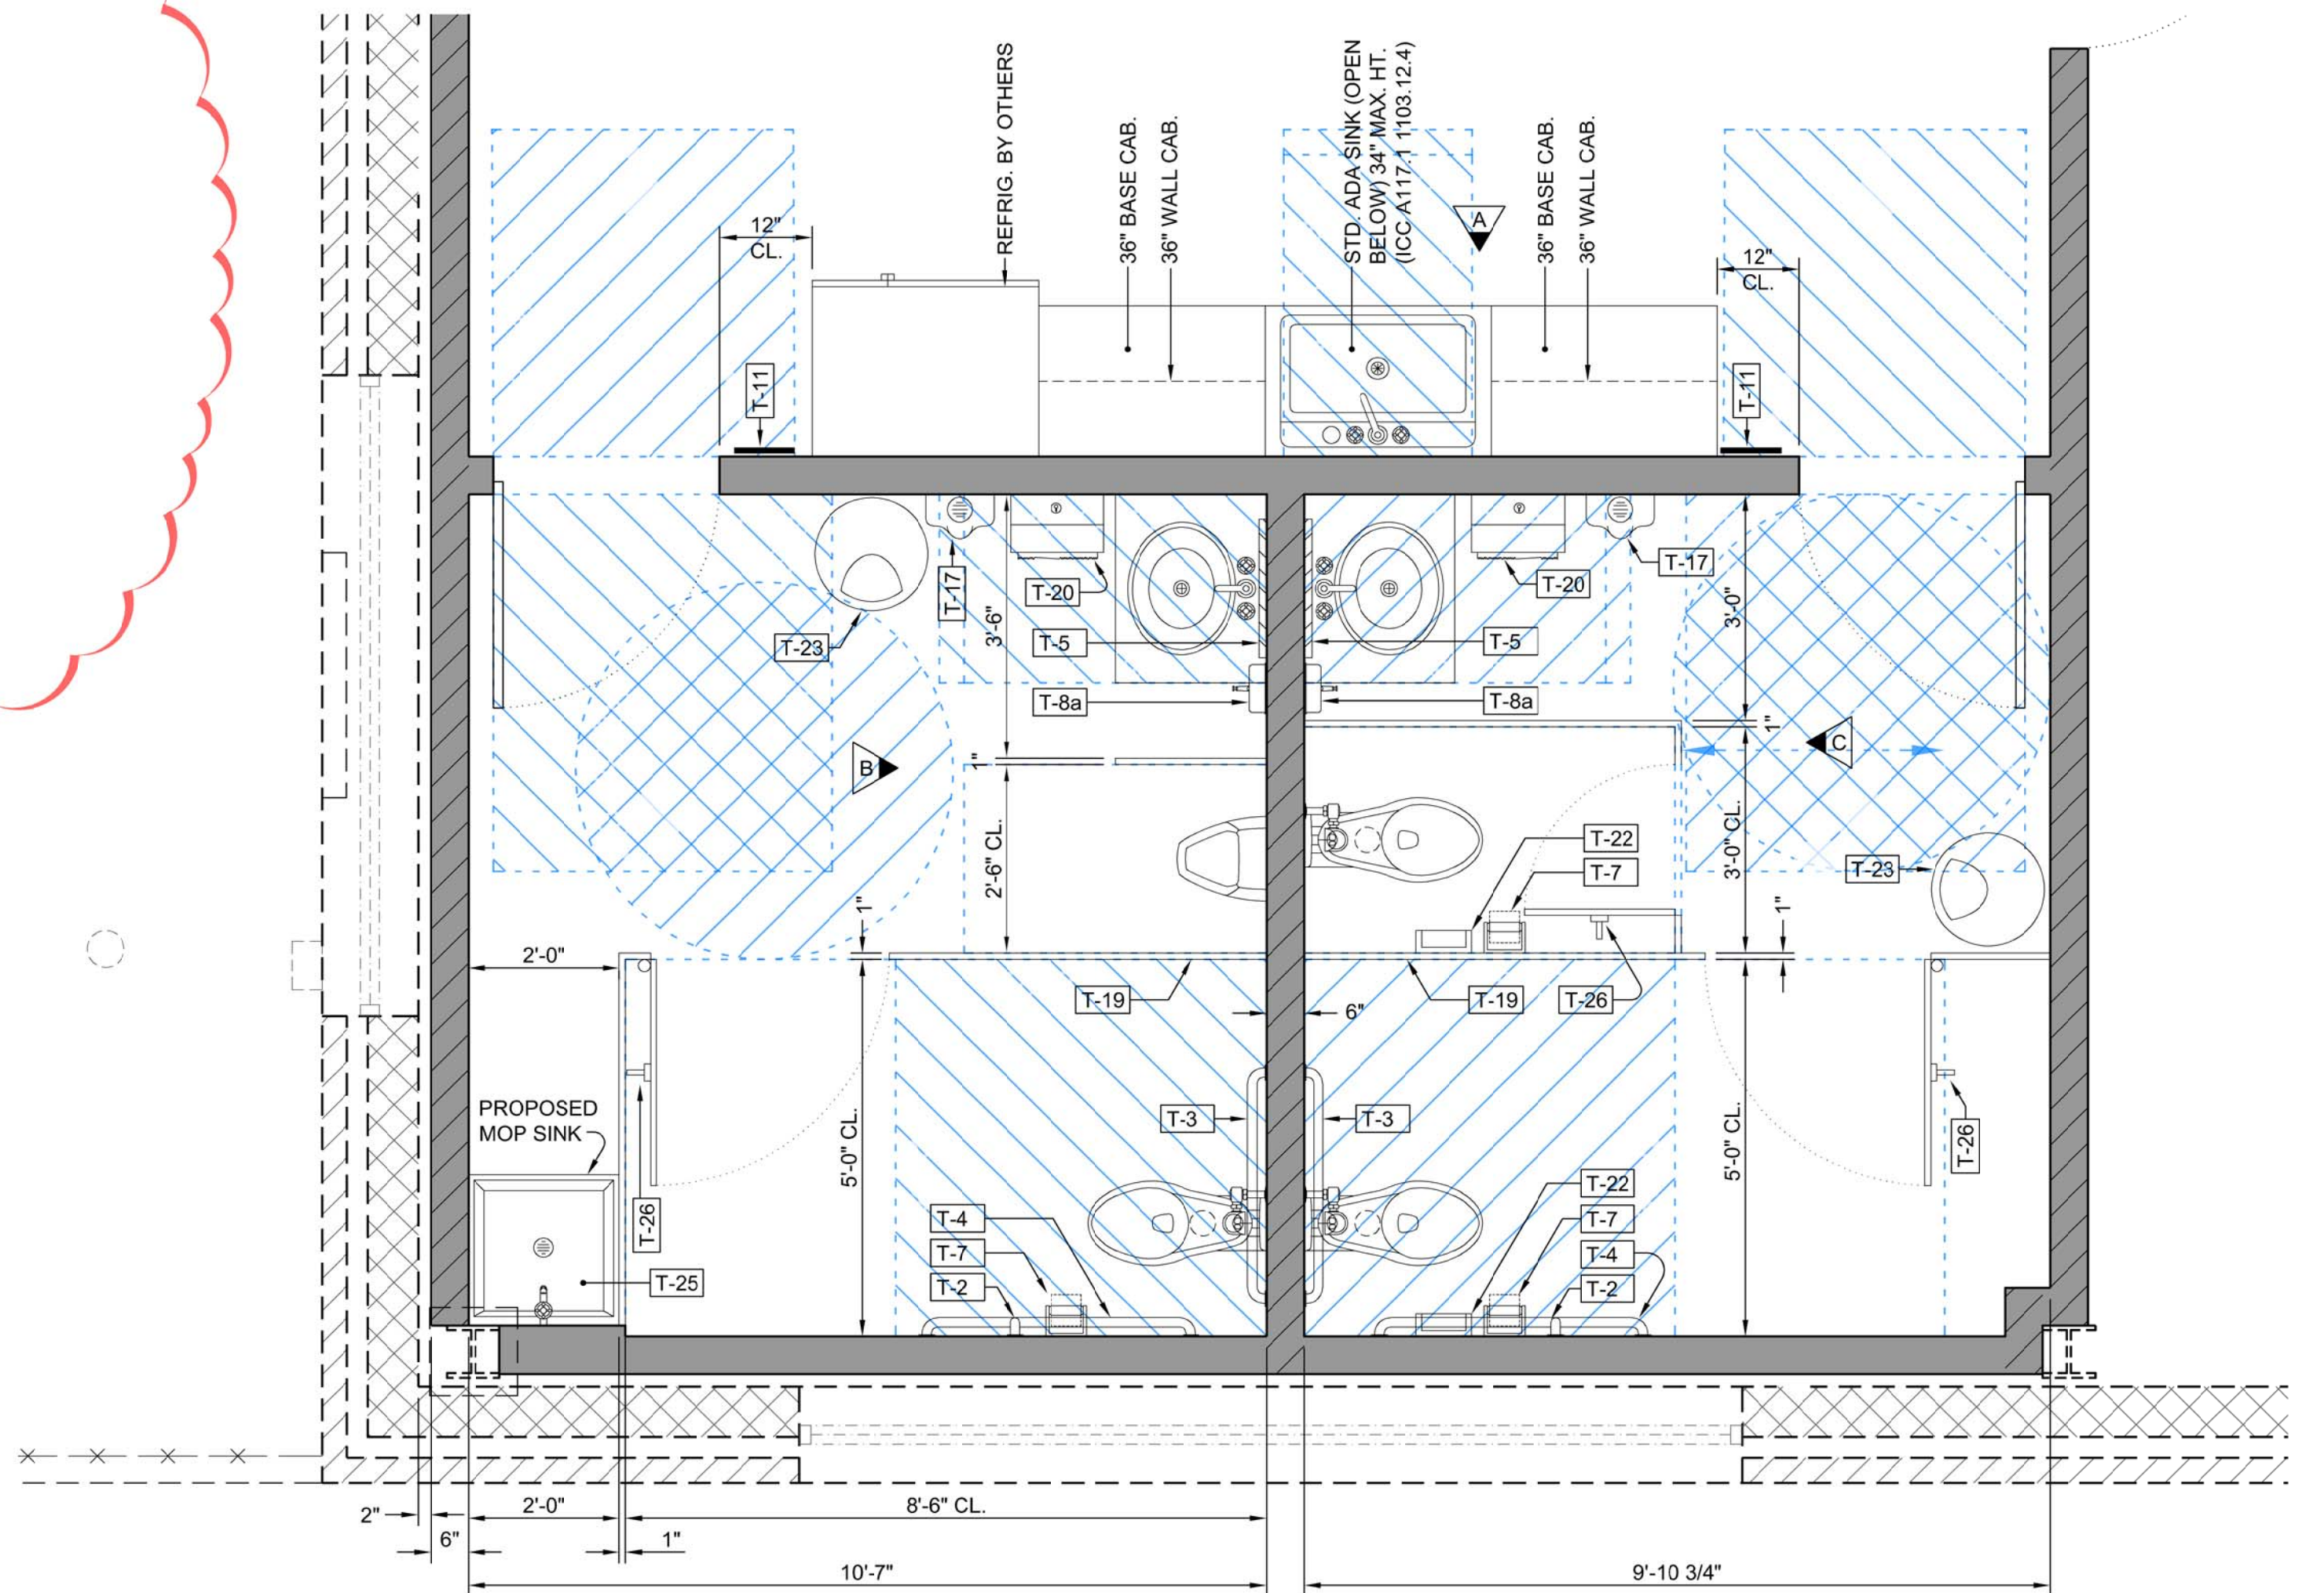 REFRIG. BY OTHERS
36" BASE CAB.
36" WALL CAB.
STD. ADA SINK (OPEN
BELOW) 34" MAX. HT.
(ICC A117.1 1103.12.4)
A
36" BASE CAB.
36" WALL CAB.
12"
CL.
12"
CL.
T-11
T-11
T-17
T-20
T-23
3'-6"
T-5
T-8a
T-20
T-17
T-5
T-8a
3'-0"
1"
B
1"
C
2'-6" CL.
T-22
T-7
3'-0" CL.
T-23
1"
1"
2'-0"
T-19
6"
T-19
T-26
PROPOSED
MOP SINK
T-26
5'-0" CL.
T-3
T-3
5'-0" CL.
T-26
T-25
T-4
T-7
T-2
T-22
T-7
T-4
T-2
2"
6"
2'-0"
1"
8'-6" CL.
10'-7"
9'-10 3/4"